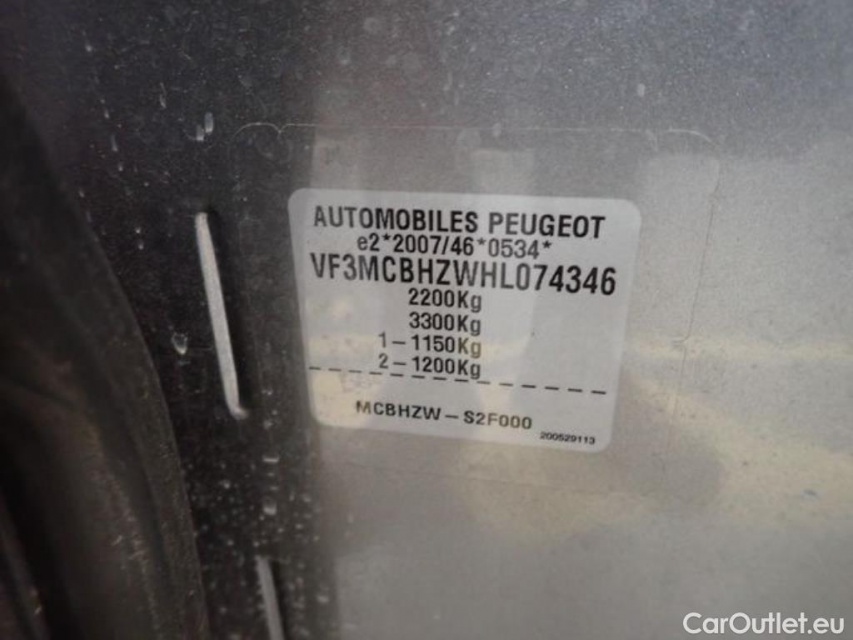 AUTOMOBILES PEUGEOT
e2*2007/46*0534*
VF3MCBHZWHL074346
2200Kg
3300Kg
1-1150Kg
2-1200Kg
MCBHZW-S2F000
200529113
CarOutlet.eu